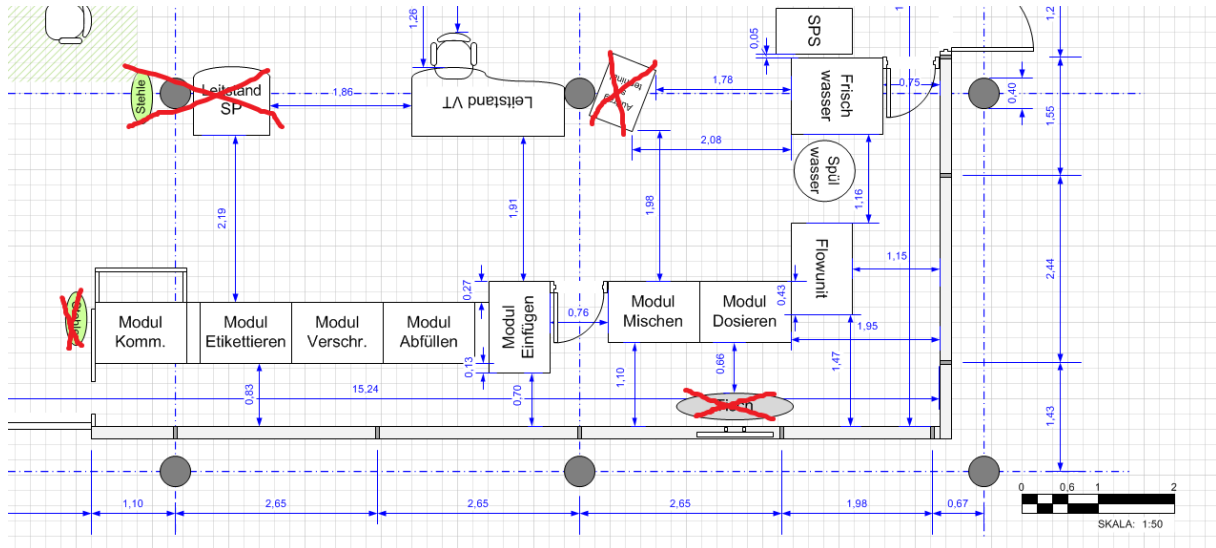 1,26
1,2
SPS
0,05
Stehle
Leitstand
SP
1,86
Leitstand VT
1,78
Frisch
wasser
0,75
0,40
1,55
2,08
Spül
wasser
1,16
2,19
1,91
1,98
Flowunit
1,15
2,44
0,27
0,43
Modul
Komm.
Modul
Etikettieren
Modul
Verschr.
Modul
Abfüllen
Modul
Einfügen
0,76
Modul
Mischen
Modul
Dosieren
1,95
0,13
0,83
15,24
0,70
1,10
0,66
1,47
Tisch
1,43
1,10
2,65
2,65
2,65
1,98
0,67
0
0,6
1
2
SKALA: 1:50